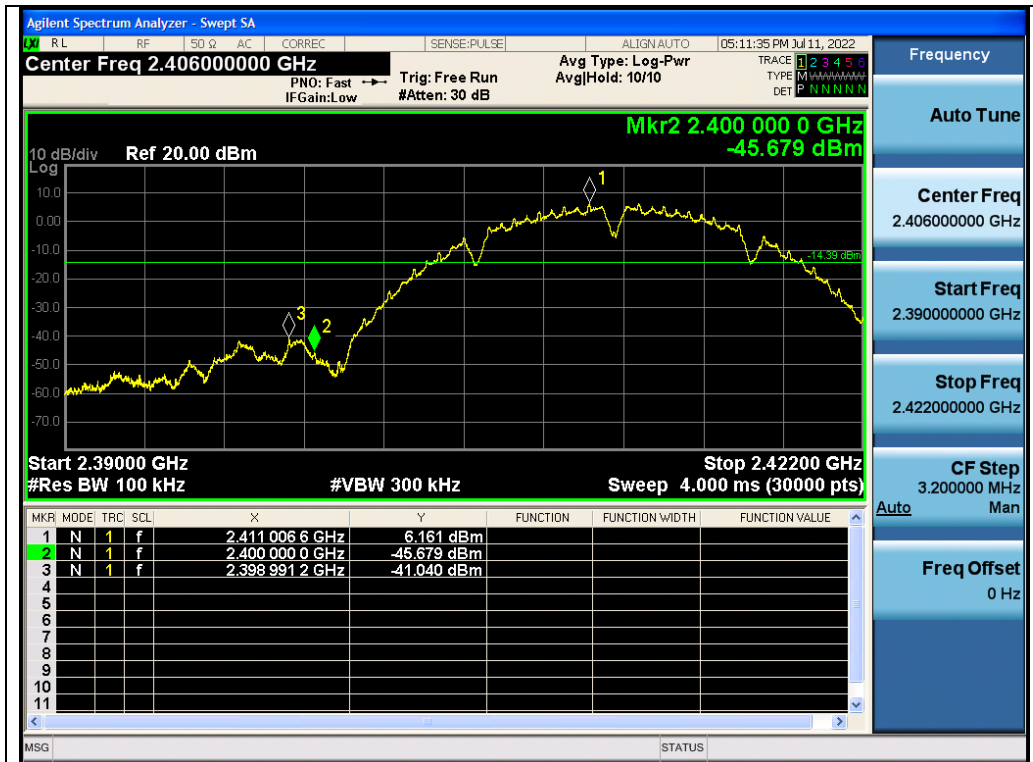 Agilent Spectrum Analyzer - Swept SA
LXI RL RF 50 Ω AC CORREC SENSE:PULSE ALIGNAUTO 05:11:35 PM Jul 11, 2022
Center Freq 2.406000000 GHz
PNO: Fast
IFGain:Low
Trig: Free Run
#Atten: 30 dB
Avg Type: Log-Pwr
Avg|Hold: 10/10
TRACE 1 2 3 4 5 6
TYPE M
DET P N N N N N
Mkr2 2.400 000 0 GHz
-45.679 dBm
10 dB/div Ref 20.00 dBm
Log
10.0
0.00
-10.0
-20.0
-30.0
-40.0
-50.0
-60.0
-70.0
1
2
3
-14.39 dBm
Start 2.39000 GHz Stop 2.42200 GHz
#Res BW 100 kHz #VBW 300 kHz Sweep 4.000 ms (30000 pts)
MKR MODE TRC SCL X Y FUNCTION FUNCTION WIDTH FUNCTION VALUE
1 N 1 f 2.411 006 6 GHz 6.161 dBm
2 N 1 f 2.400 000 0 GHz -45.679 dBm
3 N 1 f 2.398 991 2 GHz -41.040 dBm
4
5
6
7
8
9
10
11
MSG STATUS
Frequency
Auto Tune
Center Freq
2.406000000 GHz
Start Freq
2.390000000 GHz
Stop Freq
2.422000000 GHz
CF Step
3.200000 MHz
Auto Man
Freq Offset
0 Hz